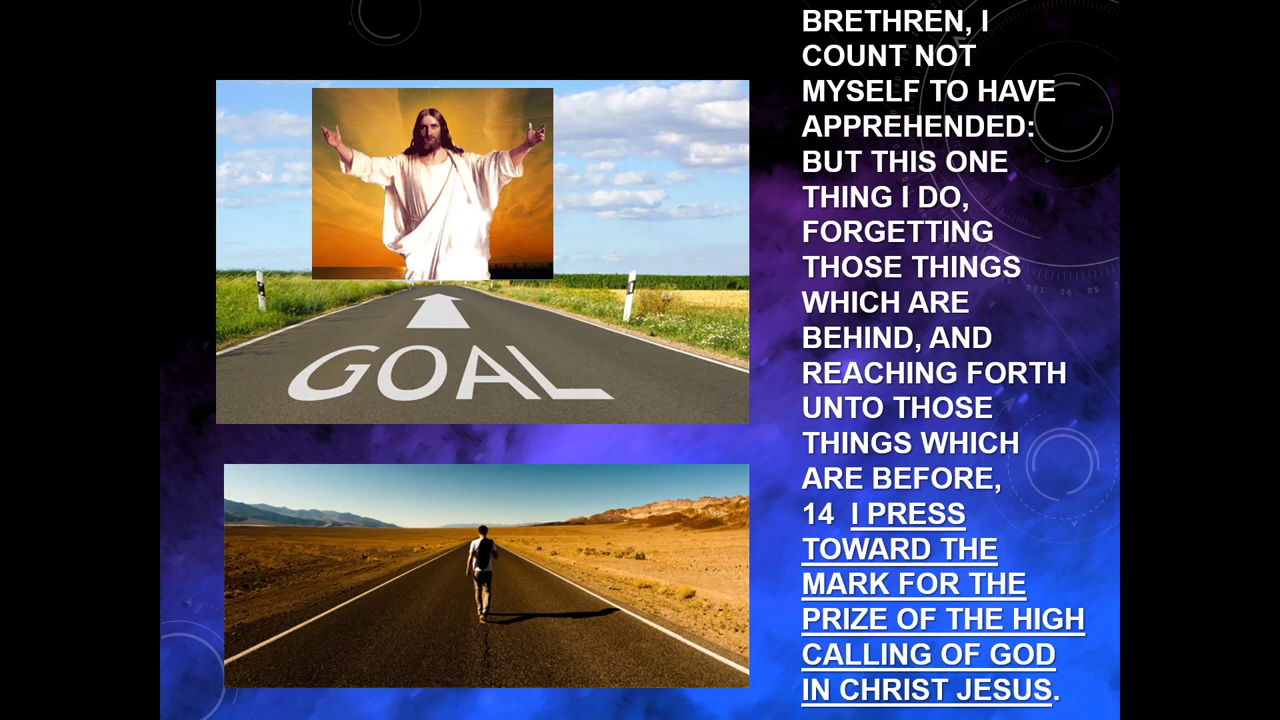 BRETHREN, I
COUNT NOT
MYSELF TO HAVE
APPREHENDED:
BUT THIS ONE
THING I DO,
FORGETTING
THOSE THINGS
WHICH ARE
BEHIND, AND
REACHING FORTH
UNTO THOSE
THINGS WHICH
ARE BEFORE,
14 I PRESS
TOWARD THE
MARK FOR THE
PRIZE OF THE HIGH
CALLING OF GOD
IN CHRIST JESUS.
GOAL